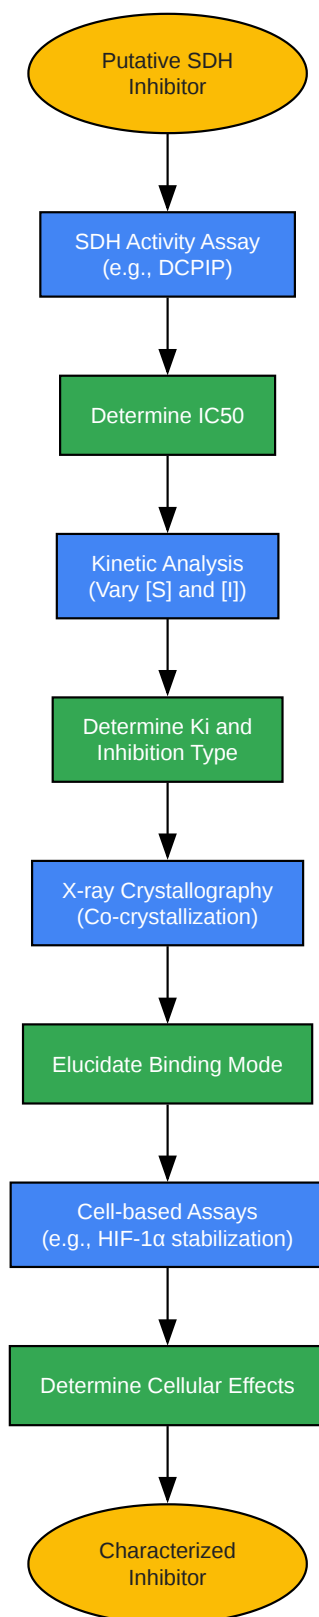 Putative SDH
Inhibitor
SDH Activity Assay
(e.g., DCPIP)
Determine IC50
Kinetic Analysis
(Vary [S] and [I])
Determine Ki and
Inhibition Type
X-ray Crystallography
(Co-crystallization)
Elucidate Binding Mode
Cell-based Assays
(e.g., HIF-1α stabilization)
Determine Cellular Effects
Characterized
Inhibitor